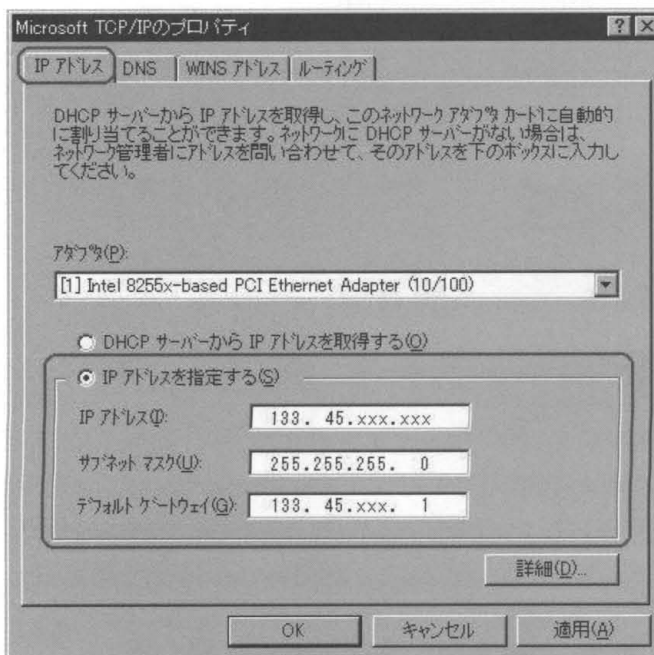 Microsoft TCP/IPのプロパティ
IP アドレス DNS WINS アドレス ルーティング
DHCP サーバーから IP アドレスを取得し、このネットワーク アダプタ カードに自動的
に割り当てることができます。ネットワークに DHCP サーバーがない場合は、
ネットワーク管理者にアドレスを問い合わせて、そのアドレスを下のボックスに入力し
てください。
アダプタ(P):
[1] Intel 8255x-based PCI Ethernet Adapter (10/100)
DHCP サーバーから IP アドレスを取得する(O)
IP アドレスを指定する(S)
IP アドレス(I): 133. 45.xxx.xxx
サブネット マスク(U): 255.255.255. 0
デフォルト ゲートウェイ(G): 133. 45.xxx. 1
詳細(D)...
OK キャンセル 適用(A)